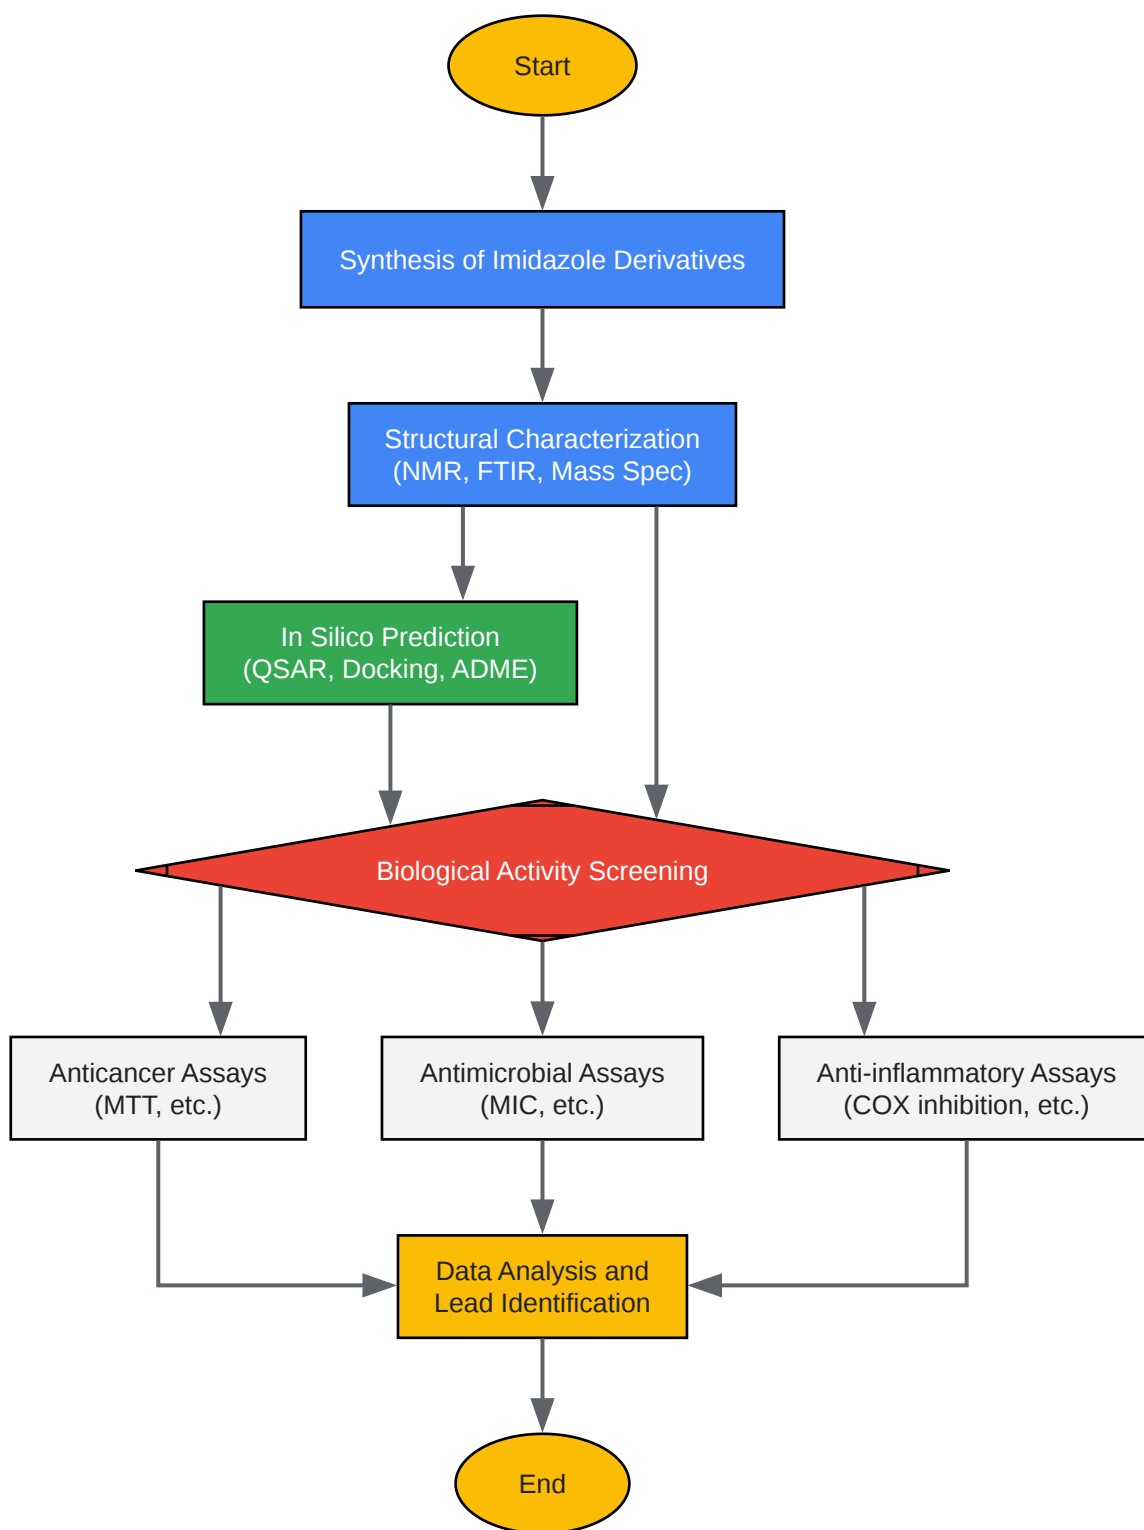 Start
Synthesis of Imidazole Derivatives
Structural Characterization
(NMR, FTIR, Mass Spec)
In Silico Prediction
(QSAR, Docking, ADME)
Biological Activity Screening
Anticancer Assays
(MTT, etc.)
Antimicrobial Assays
(MIC, etc.)
Anti-inflammatory Assays
(COX inhibition, etc.)
Data Analysis and
Lead Identification
End